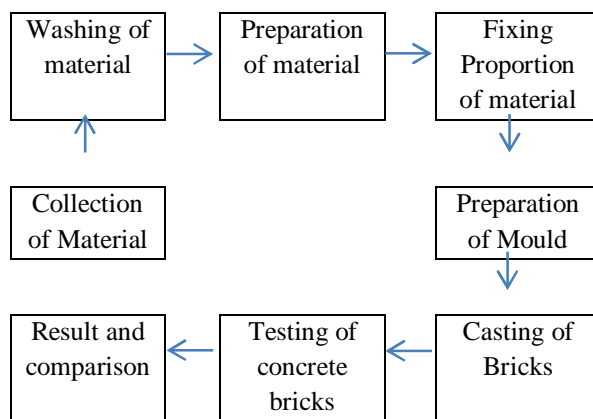 Washing of
material
Preparation
of material
Fixing
Proportion
of material
Collection
of Material
Preparation
of Mould
Result and
comparison
Testing of
concrete
bricks
Casting of
Bricks